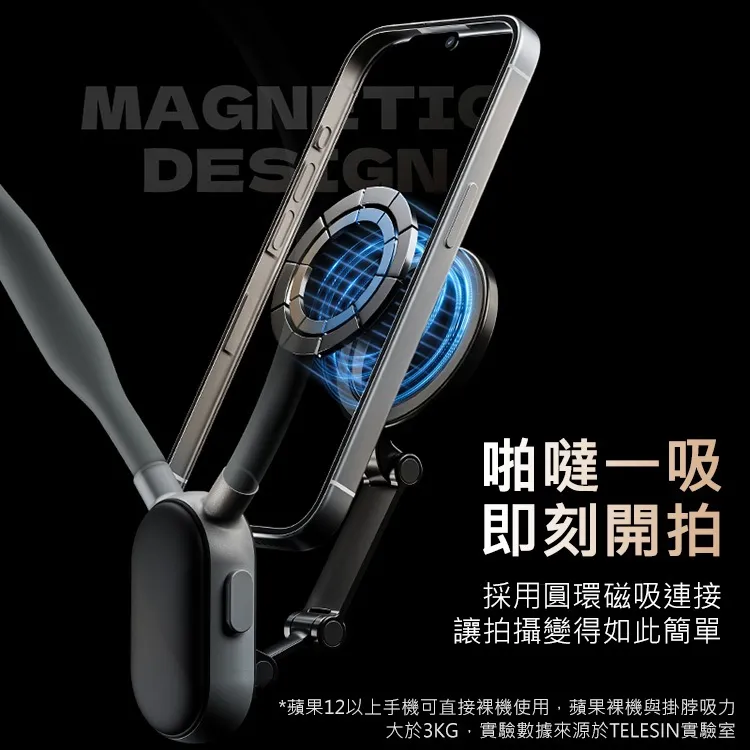 MAGNETIC
DESIGN
啪噠一吸
即刻開拍
採用圓環磁吸連接
讓拍攝變得如此簡單
*蘋果12以上手機可直接裸機使用，蘋果裸機與掛脖吸力
大於3KG，實驗數據來源於TELESIN實驗室